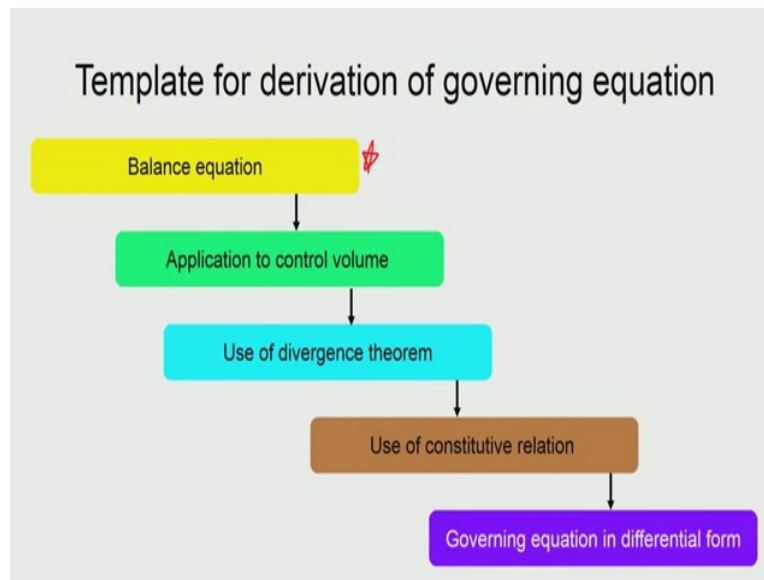 Template for derivation of governing equation
Balance equation
Application to control volume
Use of divergence theorem
Use of constitutive relation
Governing equation in differential form